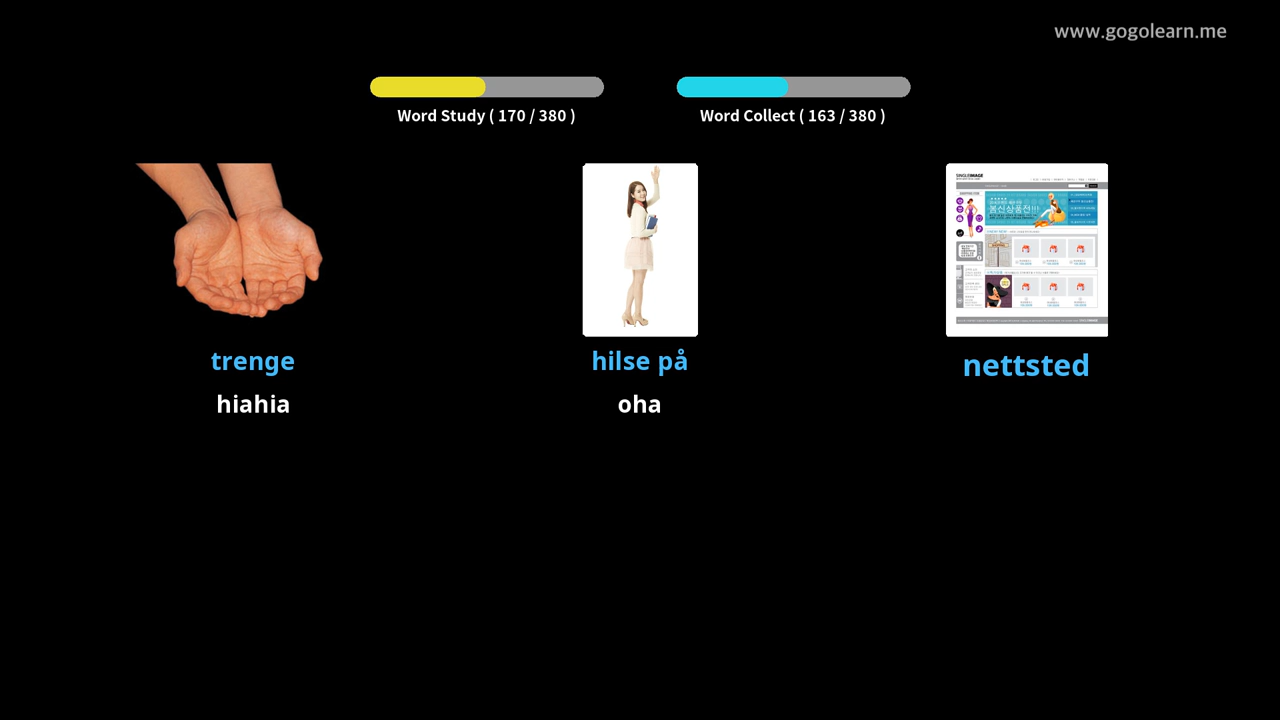 www.gogolearn.me
Word Study ( 170 / 380 )
Word Collect ( 163 / 380 )
trenge
hilse på
nettsted
hiahia
oha